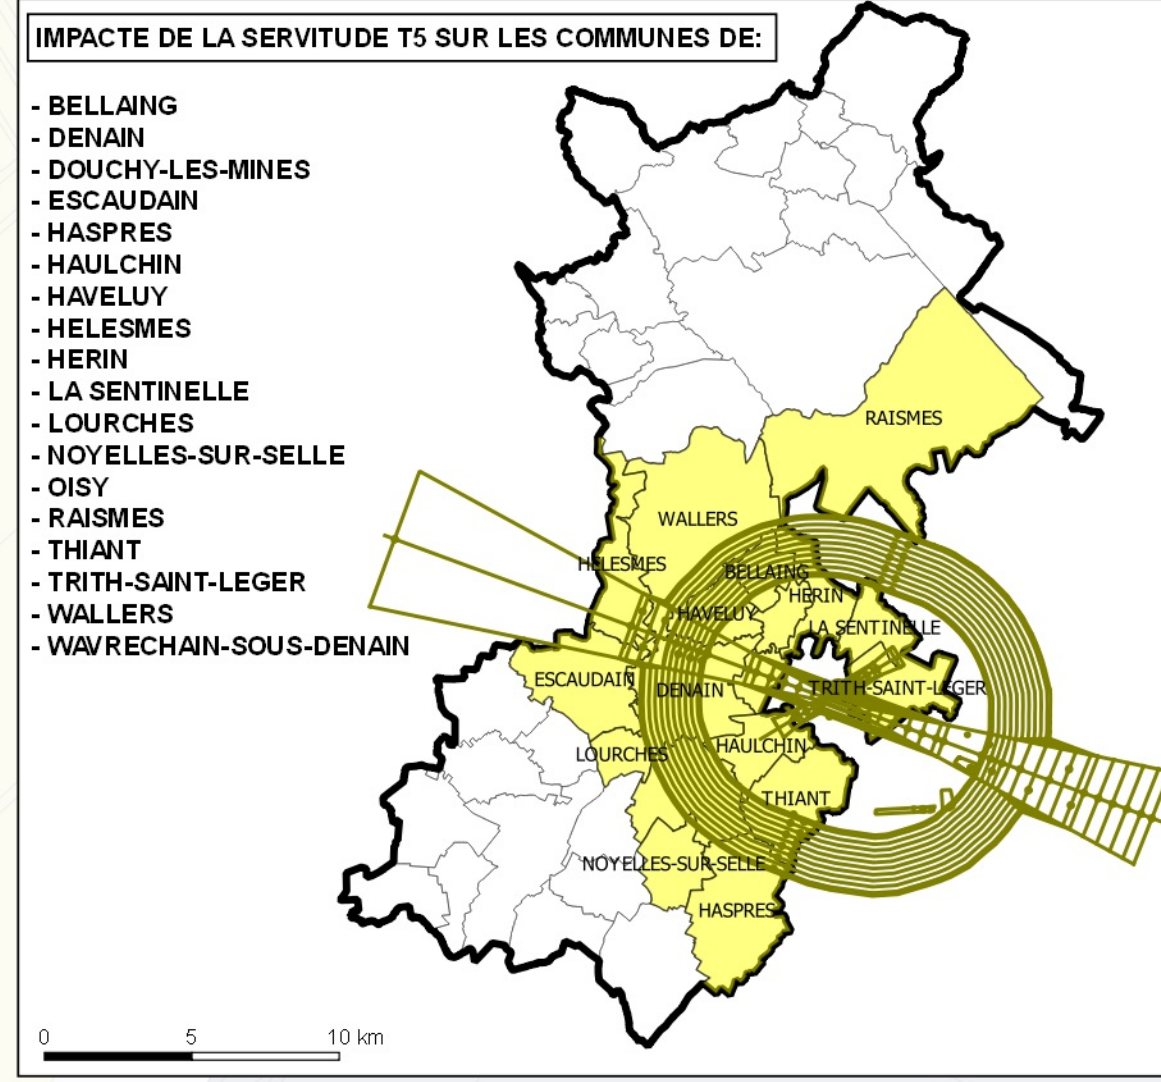 IMPACTE DE LA SERVITUDE T5 SUR LES COMMUNES DE:
- BELLAING
- DENAIN
- DOUCHY-LES-MINES
- ESCAUDAIN
- HASPRES
- HAULCHIN
- HAVELUY
- HELESMES
- HERIN
- LA SENTINELLE
- LOURCHES
- NOYELLES-SUR-SELLE
- OISY
- RAISMES
- THIANT
- TRITH-SAINT-LEGER
- WALLERS
- WAVRECHAIN-SOUS-DENAIN
RAISMES
WALLERS
HELESMES
BELLAING
HERIN
HAVELUY
LA SENTINELLE
ESCAUDAIN
DENAIN
TRITH-SAINT-LEGER
LOURCHES
HAULCHIN
THIANT
NOYELLES-SUR-SELLE
HASPRES
0 5 10 km